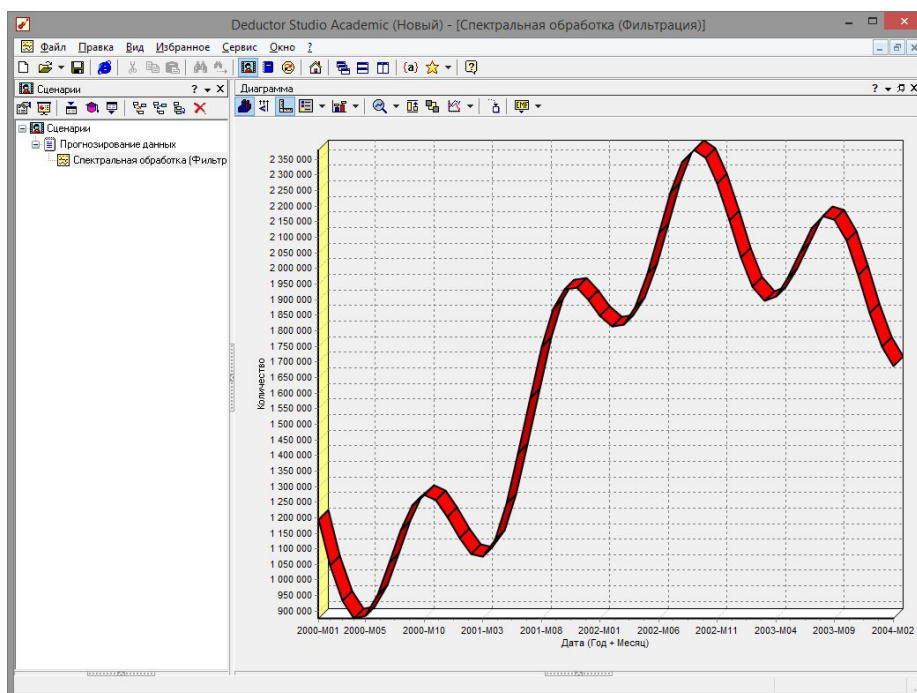 Deductor Studio Academic (Новый) - [Спектральная обработка (Фильтрация)]
Файл Правка Вид Избранное Сервис Окно ?
Сценарии
Сценарии
Прогнозирование данных
Спектральная обработка (Фильтр
Диаграмма
Количество
2 350 000
2 300 000
2 250 000
2 200 000
2 150 000
2 100 000
2 050 000
2 000 000
1 950 000
1 900 000
1 850 000
1 800 000
1 750 000
1 700 000
1 650 000
1 600 000
1 550 000
1 500 000
1 450 000
1 400 000
1 350 000
1 300 000
1 250 000
1 200 000
1 150 000
1 100 000
1 050 000
1 000 000
950 000
900 000
2000-M01 2000-M05 2000-M10 2001-M03 2001-M08 2002-M01 2002-M06 2002-M11 2003-M04 2003-M09 2004-M02
Дата (Год + Месяц)